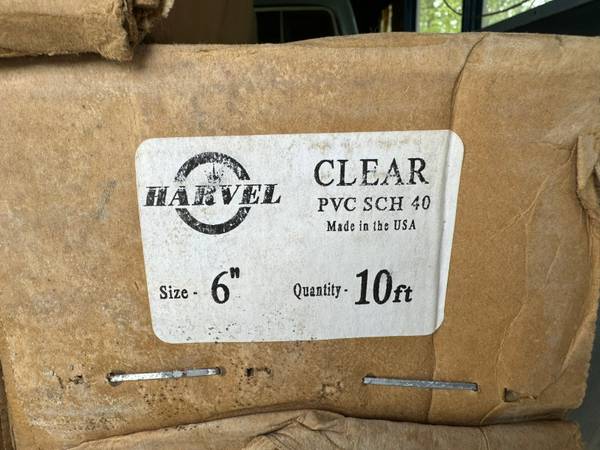 HARVEL
CLEAR
PVC SCH 40
Made in the USA
Size - 6"
Quantity - 10ft